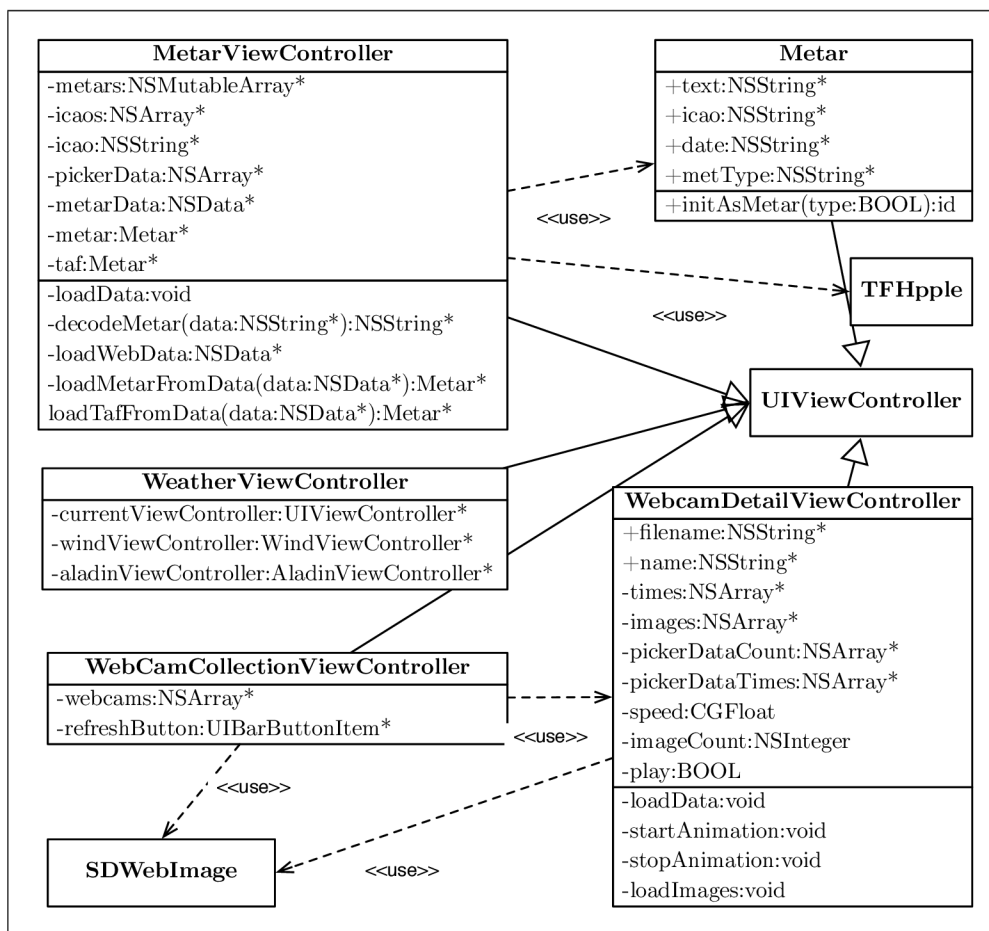 MetarViewController
-metars:NSMutableArray*
-icaos:NSArray*
-icao:NSString*
-pickerData:NSArray*
-metarData:NSData*
-metar:Metar*
-taf:Metar*
-loadData:void
-decodeMetar(data:NSString*):NSString*
-loadWebData:NSData*
-loadMetarFromData(data:NSData*):Metar*
loadTafFromData(data:NSData*):Metar*
<<use>>
<<use>>
Metar
+text:NSString*
+icao:NSString*
+date:NSString*
+metType:NSString*
+initAsMetar(type:BOOL):id
TFHpple
UIViewController
WeatherViewController
-currentViewController:UIViewController*
-windViewController:WindViewController*
-aladinViewController:AladinViewController*
WebCamCollectionViewController
-webcams:NSArray*
-refreshButton:UIBarButtonItem*
<<use>>
<<use>>
SDWebImage
<<use>>
WebcamDetailViewController
+filename:NSString*
+name:NSString*
-times:NSArray*
-images:NSArray*
-pickerDataCount:NSArray*
-pickerDataTimes:NSArray*
-speed:CGFloat
-imageCount:NSInteger
-play:BOOL
-loadData:void
-startAnimation:void
-stopAnimation:void
-loadImages:void